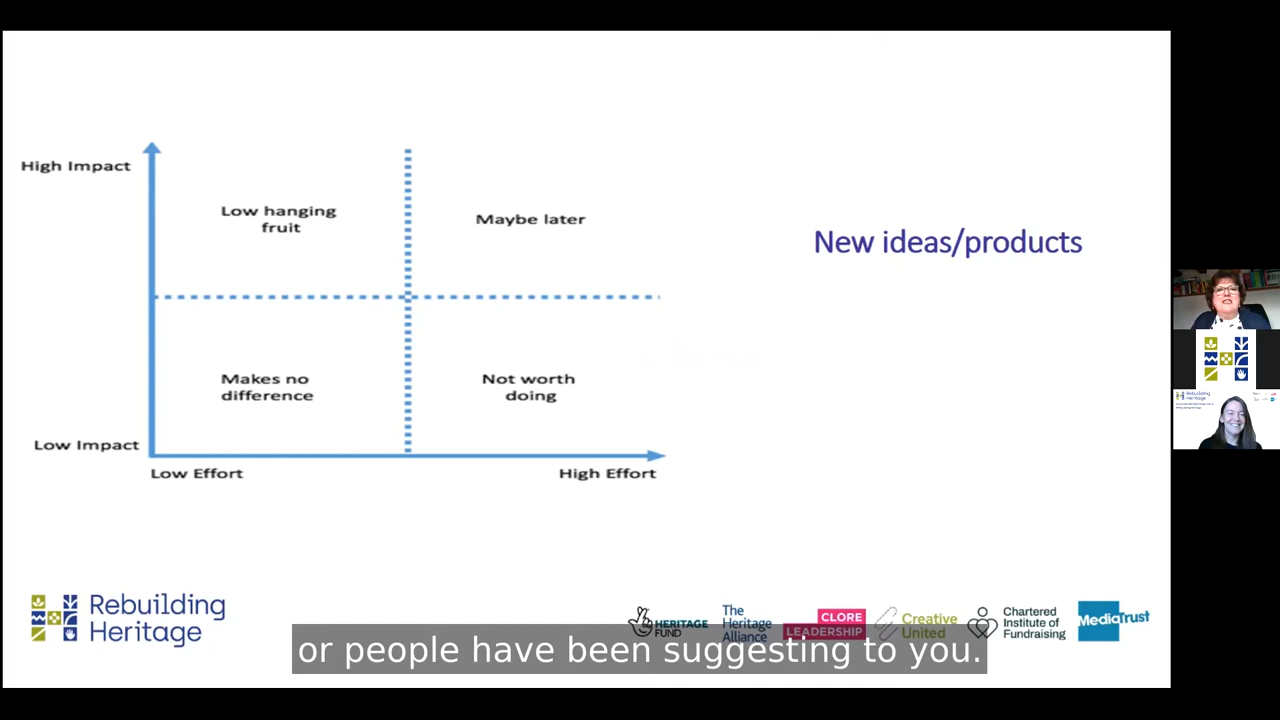 High Impact
Low hanging
fruit
Maybe later
New ideas/products
Makes no
difference
Not worth
doing
Low Impact
Low Effort
High Effort
Rebuilding
Heritage
HERITAGE
FUND
The
Heritage
Alliance
CLORE
LEADERSHIP
Creative
United
Chartered
Institute of
Fundraising
MediaTrust
or people have been suggesting to you.
Rebuilding
Heritage